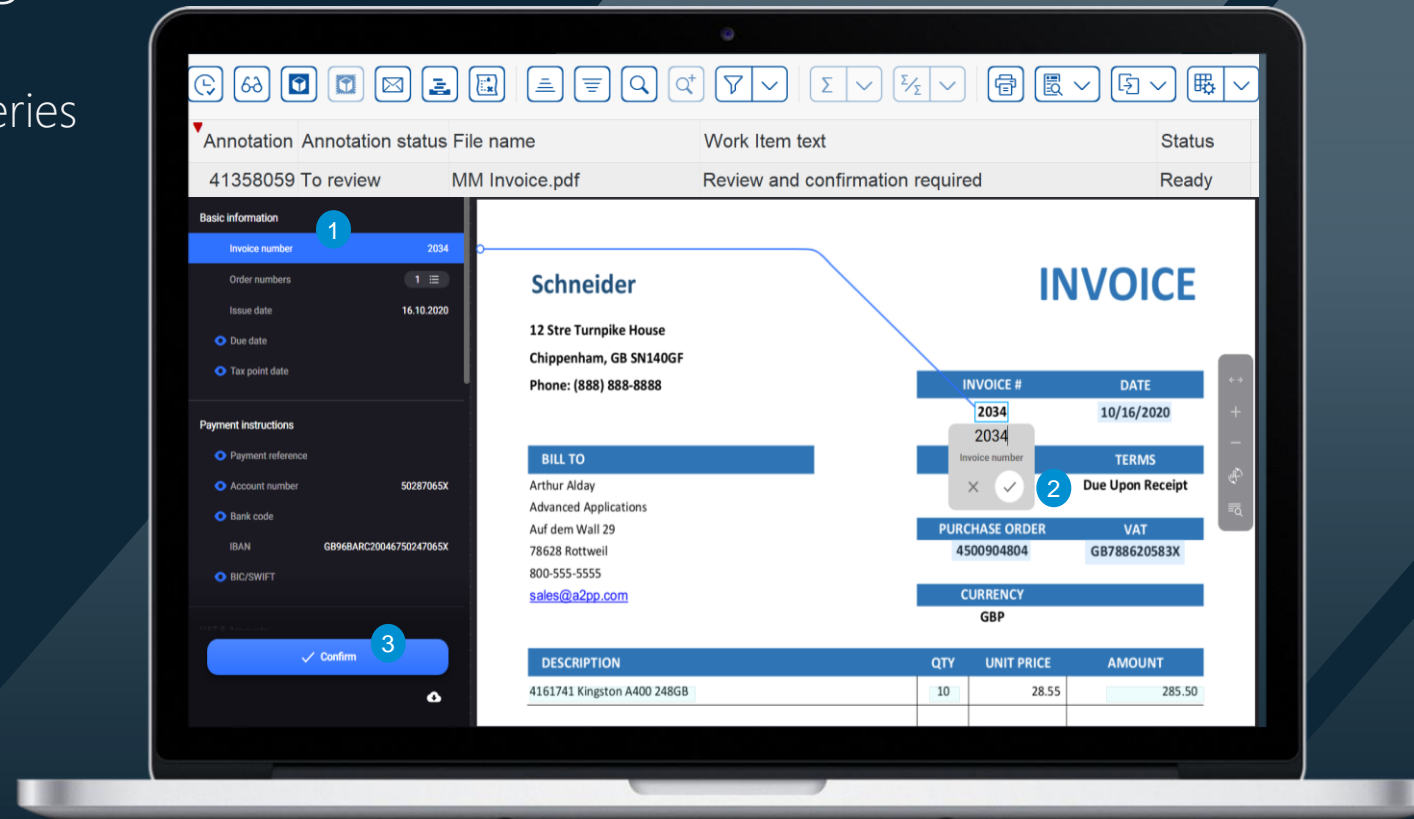 eries
Annotation Annotation status File name Work Item text Status
41358059 To review MM Invoice.pdf Review and confirmation required Ready
Basic information
1
Invoice number 2034
Order numbers 1
Issue date 16.10.2020
Due date
Tax point date
Payment instructions
Payment reference
Account number 50287065X
Bank code
IBAN GB96BARC20046750247065X
BIC/SWIFT
Confirm
3
Schneider
INVOICE
12 Stre Turnpike House
Chippenham, GB SN140GF
Phone: (888) 888-8888
INVOICE # DATE
2034 10/16/2020
2034
Invoice number
2
BILL TO
TERMS
Arthur Alday
Due Upon Receipt
Advanced Applications
Auf dem Wall 29
PURCHASE ORDER VAT
78628 Rottweil
4500904804 GB788620583X
800-555-5555
sales@a2pp.com
CURRENCY
GBP
DESCRIPTION QTY UNIT PRICE AMOUNT
4161741 Kingston A400 248GB 10 28.55 285.50